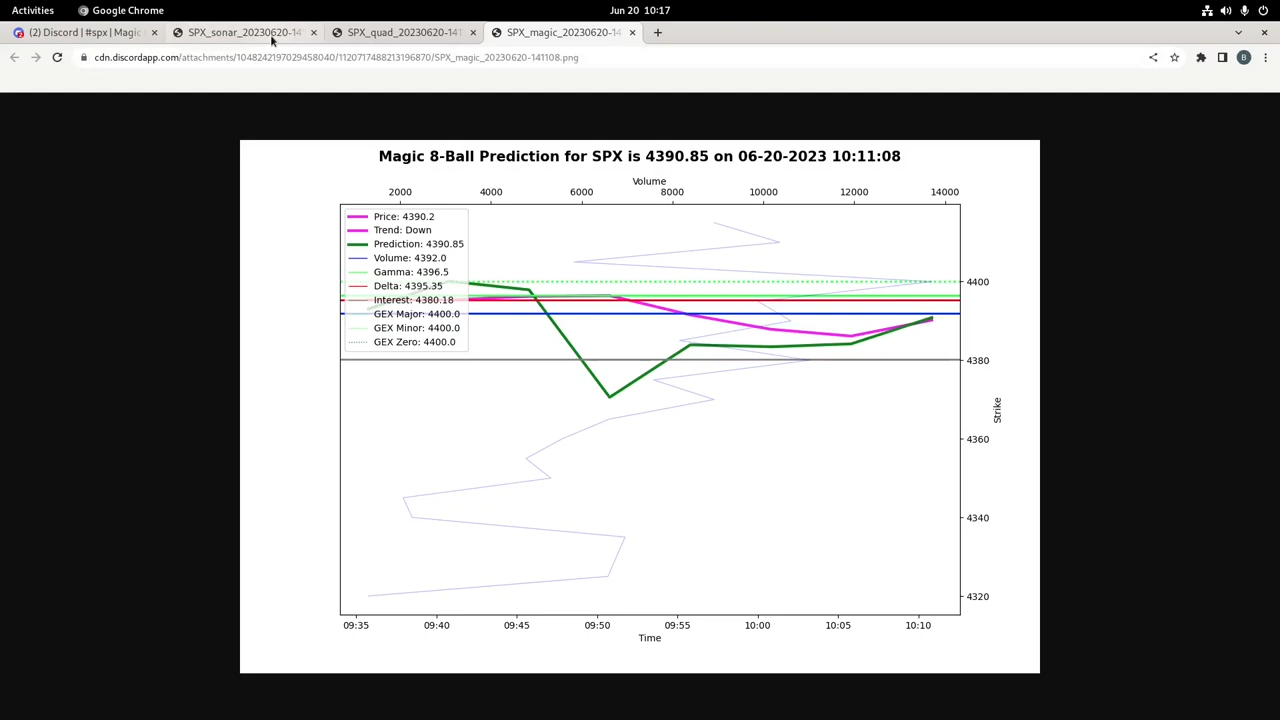 Activities
Google Chrome
Jun 20 10:17
(2) Discord | #spx | Magic
SPX_sonar_20230620-14
SPX_quad_20230620-141
SPX_magic_20230620-14
cdn.discordapp.com/attachments/1048242197029458040/1120717488213196870/SPX_magic_20230620-141108.png
B
Magic 8-Ball Prediction for SPX is 4390.85 on 06-20-2023 10:11:08
Volume
2000 4000 6000 8000 10000 12000 14000
Price: 4390.2
Trend: Down
Prediction: 4390.85
Volume: 4392.0
Gamma: 4396.5
Delta: 4395.35
Interest: 4380.18
GEX Major: 4400.0
GEX Minor: 4400.0
GEX Zero: 4400.0
4400
4380
4360
4340
4320
Strike
09:35 09:40 09:45 09:50 09:55 10:00 10:05 10:10
Time